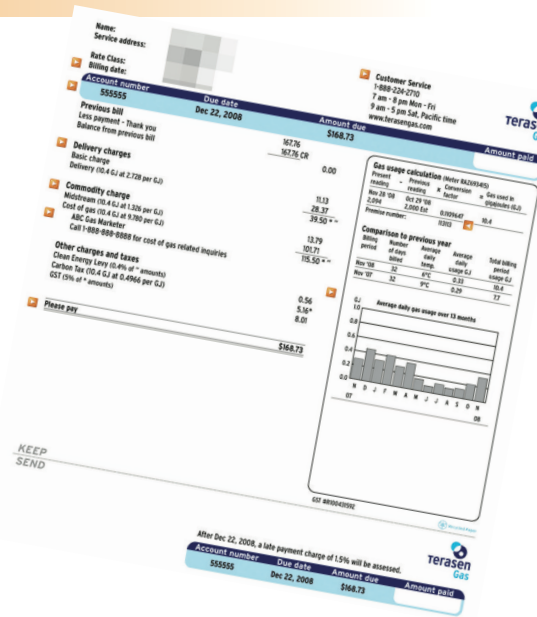 Name:
Service address:
Rate Class:
Billing date:
Customer Service
1-888-224-2710
7 am - 8 pm Mon - Fri
9 am - 5 pm Sat, Pacific time
www.terasengas.com
Teras
G
Account number Due date Amount due Amount paid
555555 Dec 22, 2008 $168.73
Previous bill 167.76
Less payment - Thank you 167.76 CR
Balance from previous bill 0.00
Delivery charges
Basic charge 11.13
Delivery (10.4 GJ at 2.728 per GJ) 28.37
39.50 * ~
Commodity charge
Midstream (10.4 GJ at 1.326 per GJ) 13.79
Cost of gas (10.4 GJ at 9.780 per GJ) 101.71
115.50 * ~
ABC Gas Marketer
Call 1-888-888-8888 for cost of gas related inquiries
Other charges and taxes
Clean Energy Levy (0.4% of ~ amounts) 0.56
Carbon Tax (10.4 GJ at 0.4966 per GJ) 5.16*
GST (5% of * amounts) 8.01
Please pay $168.73
Gas usage calculation
Present reading - Previous reading x Conversion factor = Gas used in gigajoules (GJ)
Nov 28 '08 Oct 29 '08
2,094 2,000 Est 0.1109647 10.4
Premise number: 113113
Comparison to previous year
Billing period Number of days billed Average daily temp. Average daily usage GJ Total billing period usage GJ
Nov '08 32 6°C 0.33 10.4
Nov '07 32 9°C 0.29 7.7
GJ Average daily gas usage over 13 months
1.0
0.8
0.6
0.4
0.2
0.0
N D J F M A M J J A S O N
07 08
KEEP
SEND
After Dec 22, 2008, a late payment charge of 1.5% will be assessed.
Terasen
Gas
Account number Due date Amount due Amount paid
555555 Dec 22, 2008 $168.73